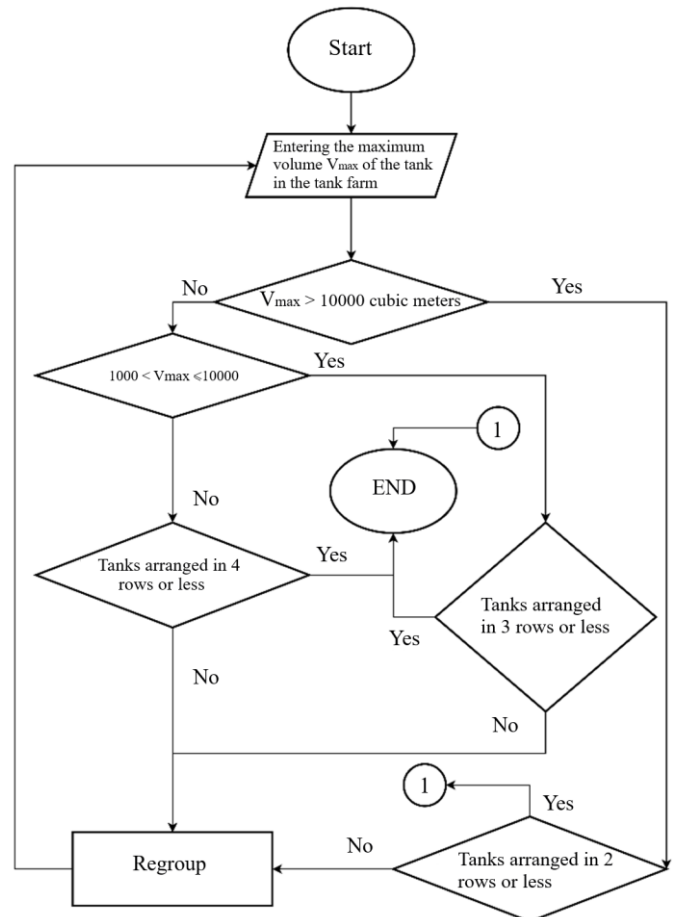 Start
Entering the maximum
volume Vmax of the tank
in the tank farm
Vmax > 10000 cubic meters
No
Yes
1000 < Vmax ⩽10000
Yes
No
1
END
Tanks arranged in 4
rows or less
Yes
Tanks arranged
in 3 rows or less
Yes
No
No
1
Yes
Regroup
No
Tanks arranged in 2
rows or less